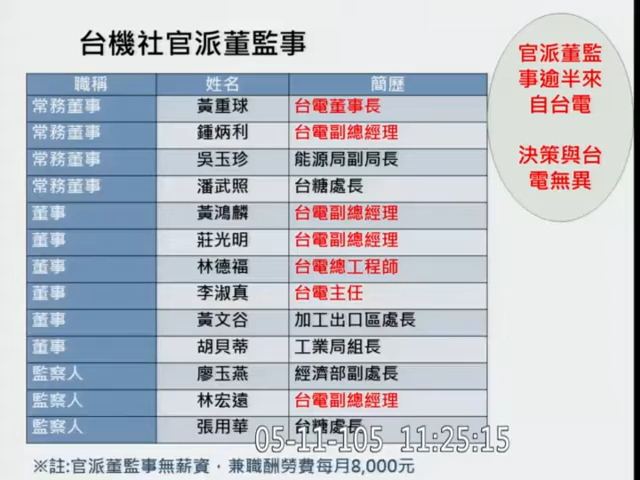 台機社官派董監事
職稱 姓名 簡歷
常務董事 黃重球 台電董事長
常務董事 鍾炳利 台電副總經理
常務董事 吳玉珍 能源局副局長
常務董事 潘武照 台糖處長
董事 黃鴻麟 台電副總經理
董事 莊光明 台電副總經理
董事 林德福 台電總工程師
董事 李淑真 台電主任
董事 黃文谷 加工出口區處長
董事 胡貝蒂 工業局組長
監察人 廖玉燕 經濟部副處長
監察人 林宏遠 台電副總經理
監察人 張用華 台糖處長
※註:官派董監事無薪資，兼職酬勞費每月8,000元
官派董監
事逾半來
自台電
決策與台
電無異
05-11-105 11:25:15